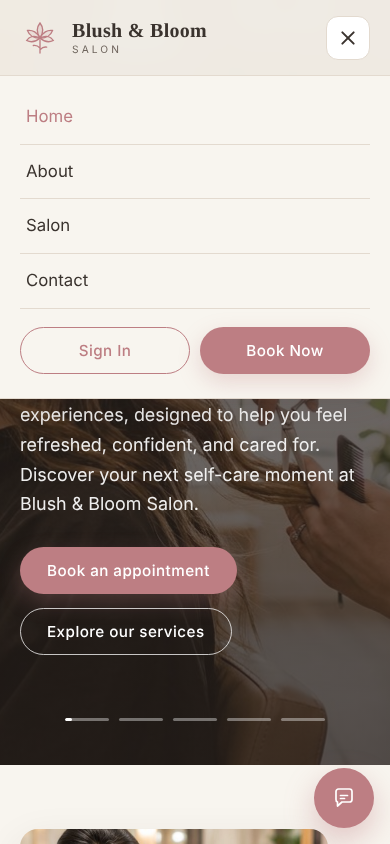 Blush & Bloom
SALON
Home
About
Salon
Contact
Sign In
Book Now
experiences, designed to help you feel
refreshed, confident, and cared for.
Discover your next self-care moment at
Blush & Bloom Salon.
Book an appointment
Explore our services